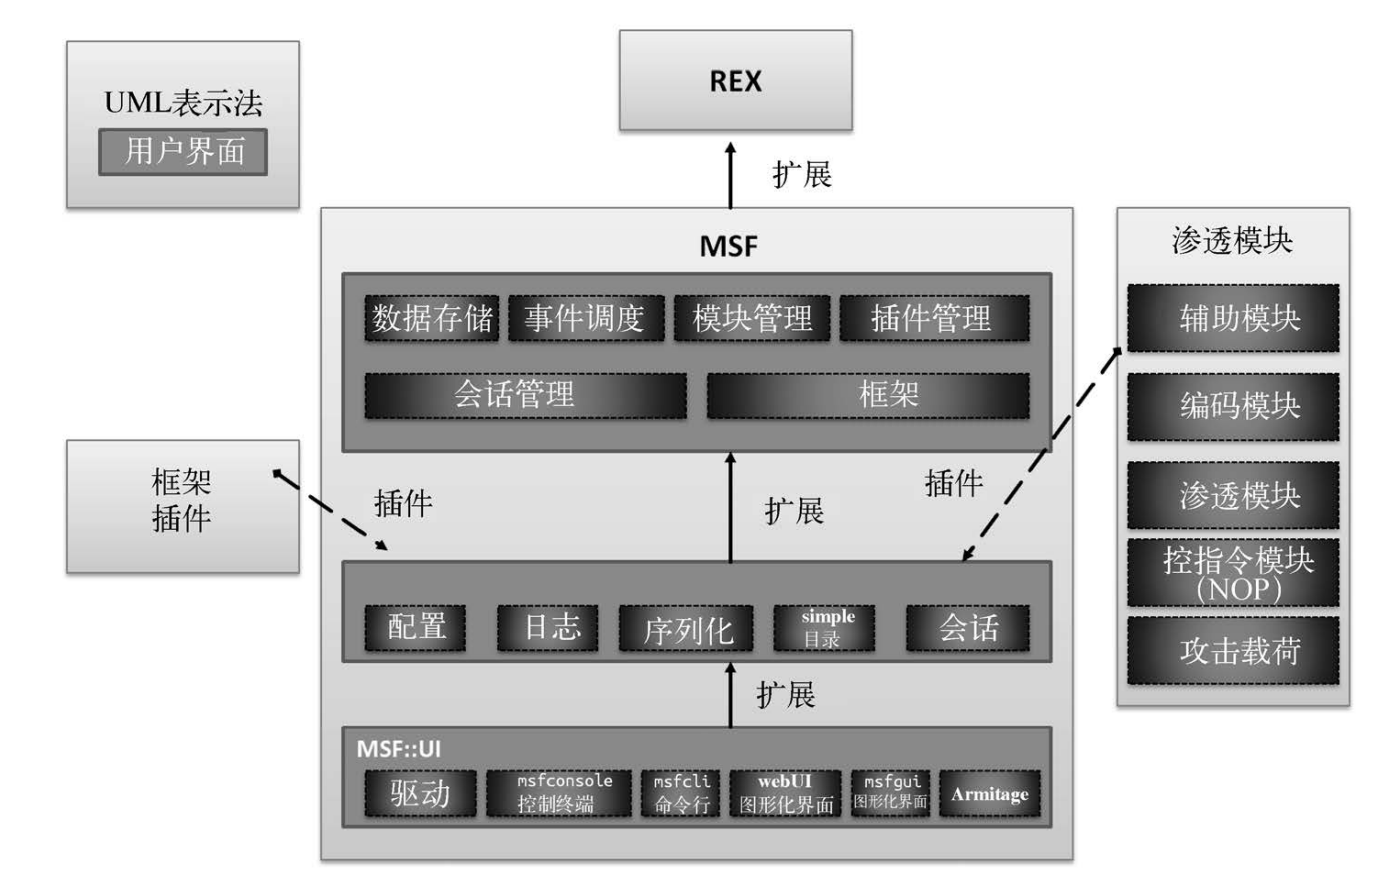 UML表示法
用户界面
REX
扩展
MSF
数据存储
事件调度
模块管理
插件管理
会话管理
框架
框架
插件
插件
扩展
插件
配置
日志
序列化
simple
目录
会话
扩展
MSF::UI
驱动
msfconsole
控制终端
msfcli
命令行
webUI
图形化界面
msfgui
图形化界面
Armitage
渗透模块
辅助模块
编码模块
渗透模块
控指令模块
(NOP)
攻击载荷